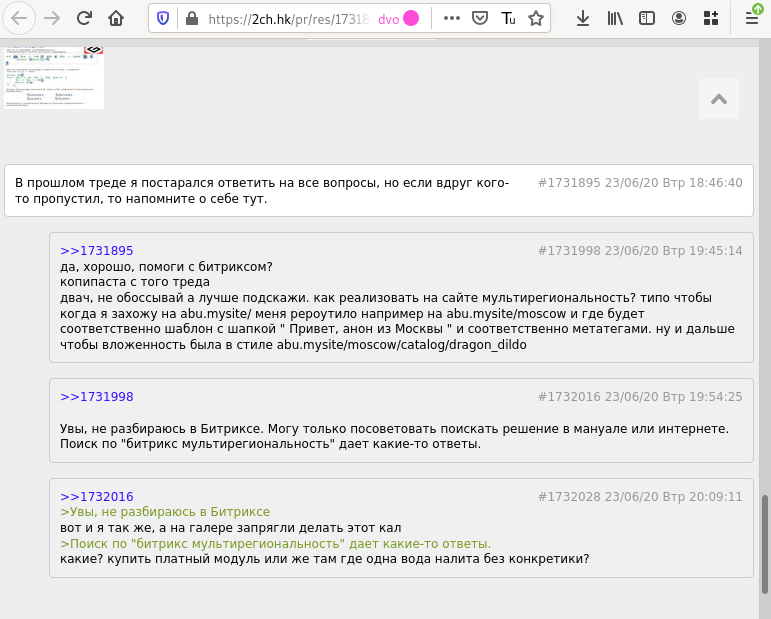 https://2ch.hk/pr/res/17318
dvo
Tu
В прошлом треде я постарался ответить на все вопросы, но если вдруг кого-
то пропустил, то напомните о себе тут.
#1731895 23/06/20 Втр 18:46:40
>>1731895
#1731998 23/06/20 Втр 19:45:14
да, хорошо, помоги с битриксом?
копипаста с того треда
двач, не обоссывай а лучше подскажи. как реализовать на сайте мультирегиональность? типо чтобы
когда я захожу на abu.mysite/ меня рероутило например на abu.mysite/moscow и где будет
соответственно шаблон с шапкой " Привет, анон из Москвы " и соответственно метатегами. ну и дальше
чтобы вложенность была в стиле abu.mysite/moscow/catalog/dragon_dildo
>>1731998
#1732016 23/06/20 Втр 19:54:25
Увы, не разбираюсь в Битриксе. Могу только посоветовать поискать решение в мануале или интернете.
Поиск по "битрикс мультирегиональность" дает какие-то ответы.
>>1732016
#1732028 23/06/20 Втр 20:09:11
>Увы, не разбираюсь в Битриксе
вот и я так же, а на галере запрягли делать этот кал
>Поиск по "битрикс мультирегиональность" дает какие-то ответы.
какие? купить платный модуль или же там где одна вода налита без конкретики?